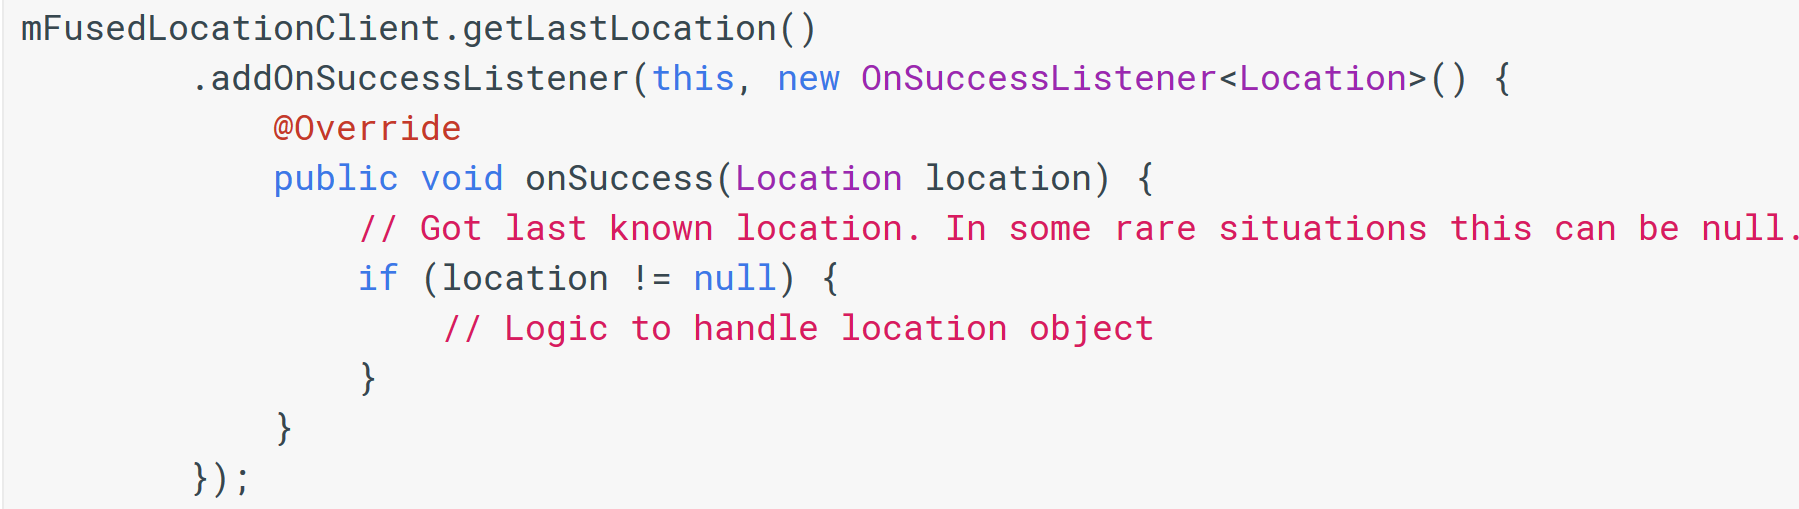 mFusedLocationClient.getLastLocation()
.addOnSuccessListener(this, new OnSuccessListener<Location>() {
@Override
public void onSuccess(Location location) {
// Got last known location. In some rare situations this can be null.
if (location != null) {
// Logic to handle location object
}
}
});